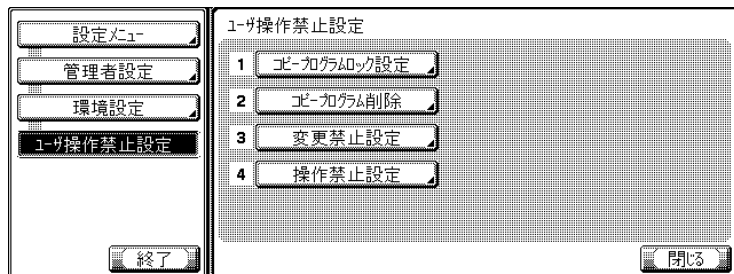 設定ﾒﾆｭｰ
管理者設定
環境設定
ﾕｰｻﾞ操作禁止設定
終了
ﾕｰｻﾞ操作禁止設定
1 ｺﾋﾟｰﾌﾟﾛｸﾞﾗﾑﾛｯｸ設定
2 ｺﾋﾟｰﾌﾟﾛｸﾞﾗﾑ削除
3 変更禁止設定
4 操作禁止設定
閉じる